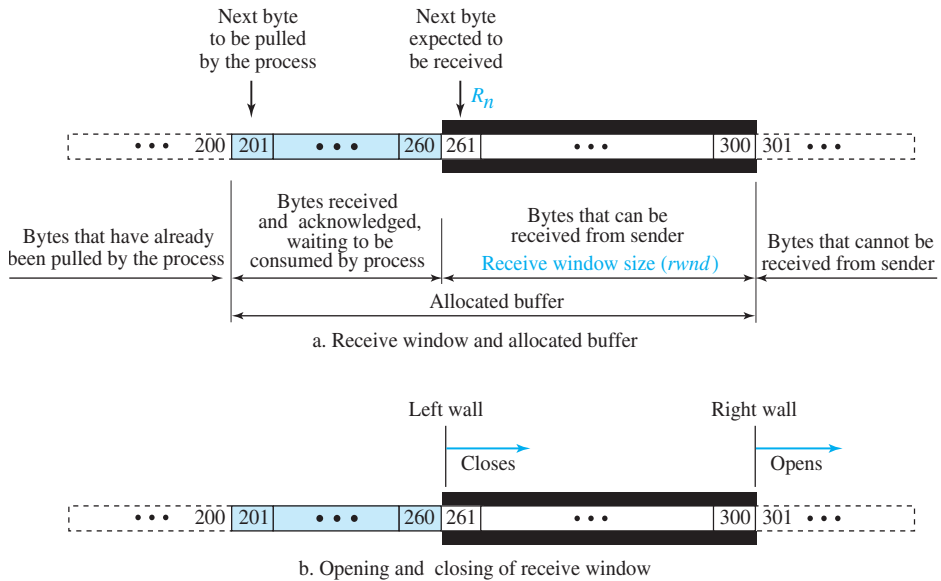 Next byte
to be pulled
by the process
Next byte
expected to
be received
Rn
• • • 200 201 • • • 260 261 • • • 300 301 • • •
Bytes that have already
been pulled by the process
Bytes received
and acknowledged,
waiting to be
consumed by process
Bytes that can be
received from sender
Receive window size (rwnd)
Bytes that cannot be
received from sender
Allocated buffer
a. Receive window and allocated buffer
Left wall
Right wall
Closes
Opens
• • • 200 201 • • • 260 261 • • • 300 301 • • •
b. Opening and closing of receive window